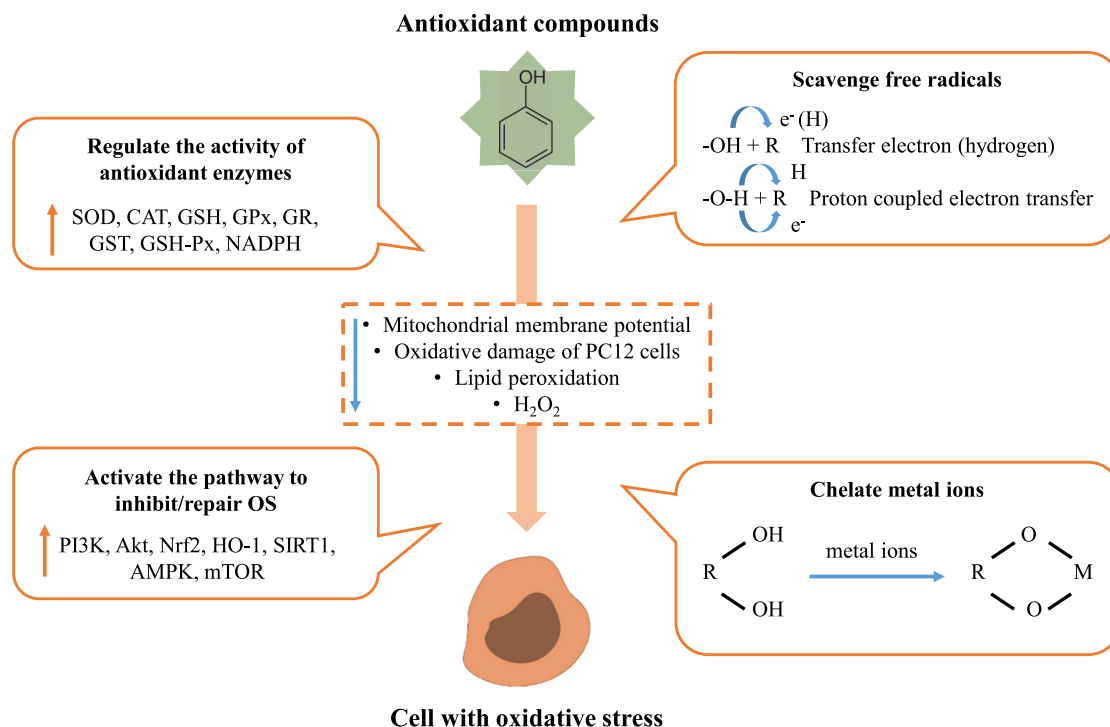 Antioxidant compounds
OH
Scavenge free radicals
e⁻ (H)
-OH + R Transfer electron (hydrogen)
H
-O-H + R Proton coupled electron transfer
e⁻
Regulate the activity of
antioxidant enzymes
SOD, CAT, GSH, GPx, GR,
GST, GSH-Px, NADPH
• Mitochondrial membrane potential
• Oxidative damage of PC12 cells
• Lipid peroxidation
• H₂O₂
Activate the pathway to
inhibit/repair OS
PI3K, Akt, Nrf2, HO-1, SIRT1,
AMPK, mTOR
Chelate metal ions
OH
R
OH
metal ions
O
R M
O
Cell with oxidative stress